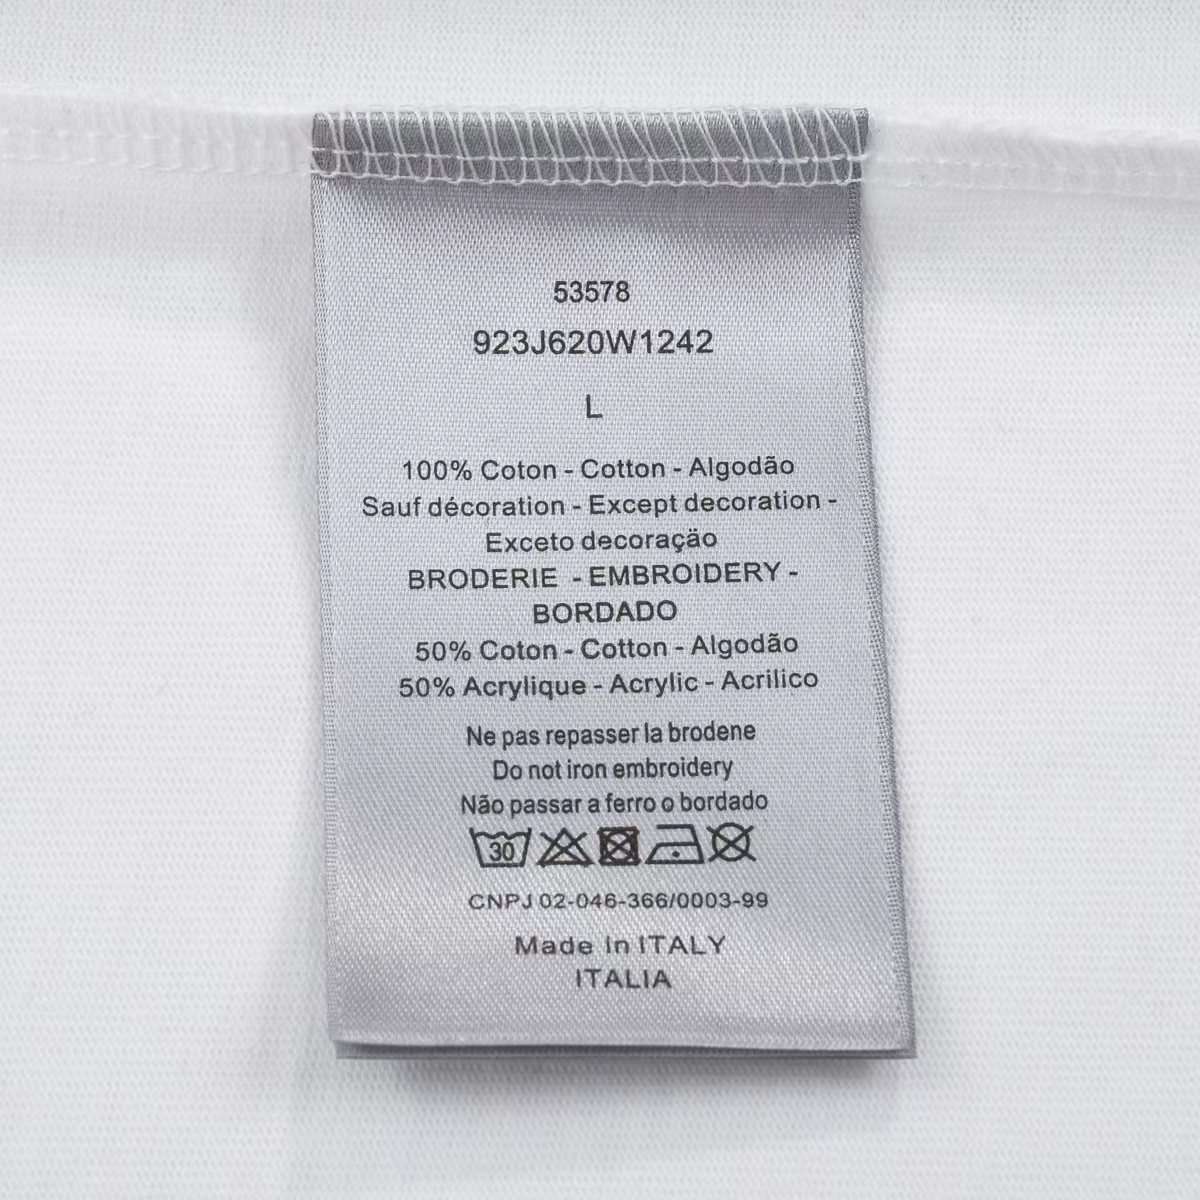 53578
923J620W1242
L
100% Coton - Cotton - Algodão
Sauf décoration - Except decoration -
Exceto decoração
BRODERIE - EMBROIDERY -
BORDADO
50% Coton - Cotton - Algodão
50% Acrylique - Acrylic - Acrilico
Ne pas repasser la brodene
Do not iron embroidery
Não passar a ferro o bordado
30
CNPJ 02-046-366/0003-99
Made In ITALY
ITALIA